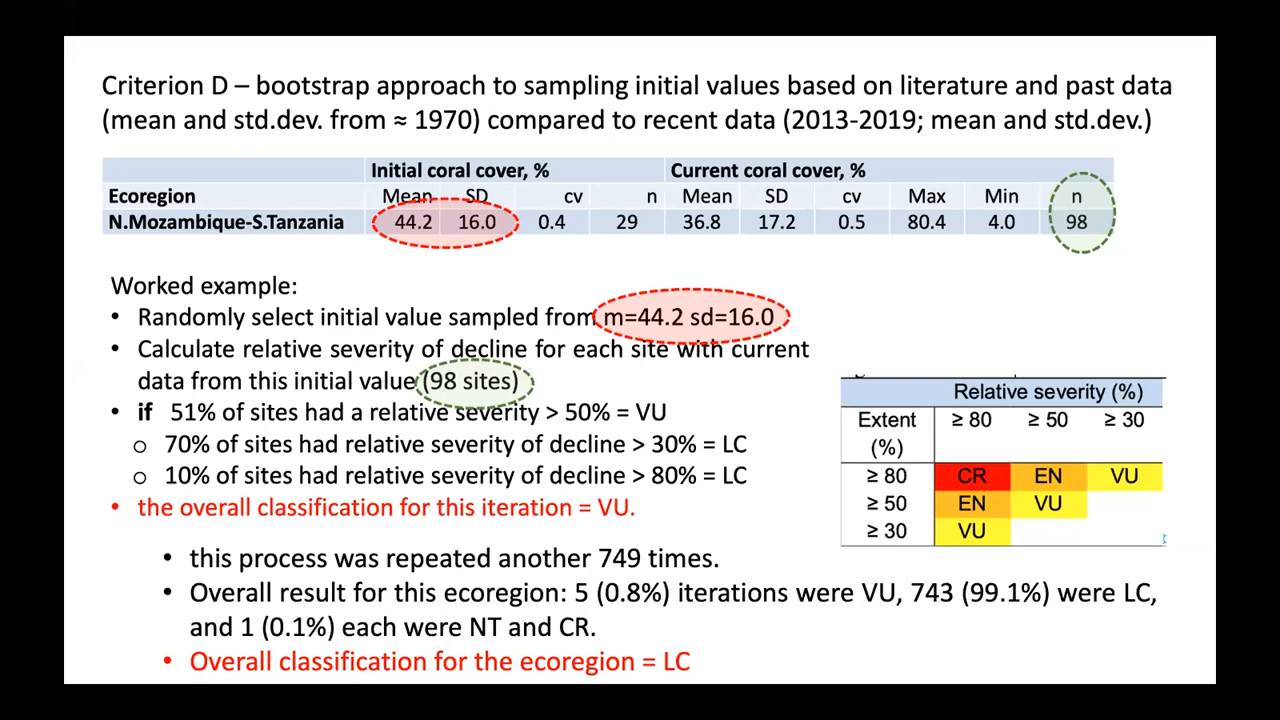 Criterion D – bootstrap approach to sampling initial values based on literature and past data
(mean and std.dev. from ≈ 1970) compared to recent data (2013-2019; mean and std.dev.)
Initial coral cover, % Current coral cover, %
Ecoregion Mean SD cv n Mean SD cv Max Min n
N.Mozambique-S.Tanzania 44.2 16.0 0.4 29 36.8 17.2 0.5 80.4 4.0 98
Worked example:
• Randomly select initial value sampled from m=44.2 sd=16.0
• Calculate relative severity of decline for each site with current
data from this initial value (98 sites)
• if 51% of sites had a relative severity > 50% = VU
o 70% of sites had relative severity of decline > 30% = LC
o 10% of sites had relative severity of decline > 80% = LC
• the overall classification for this iteration = VU.
Relative severity (%)
Extent (%) ≥ 80 ≥ 50 ≥ 30
≥ 80 CR EN VU
≥ 50 EN VU
≥ 30 VU
• this process was repeated another 749 times.
• Overall result for this ecoregion: 5 (0.8%) iterations were VU, 743 (99.1%) were LC,
and 1 (0.1%) each were NT and CR.
• Overall classification for the ecoregion = LC